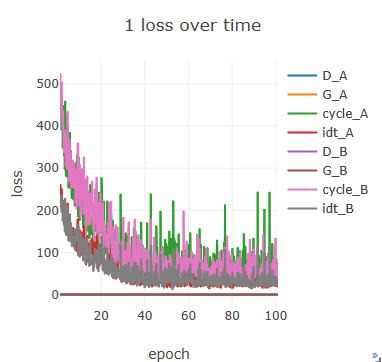 1 loss over time
500
400
300
200
100
0
20
40
60
80
100
loss
epoch
D_A
G_A
cycle_A
idt_A
D_B
G_B
cycle_B
idt_B
»